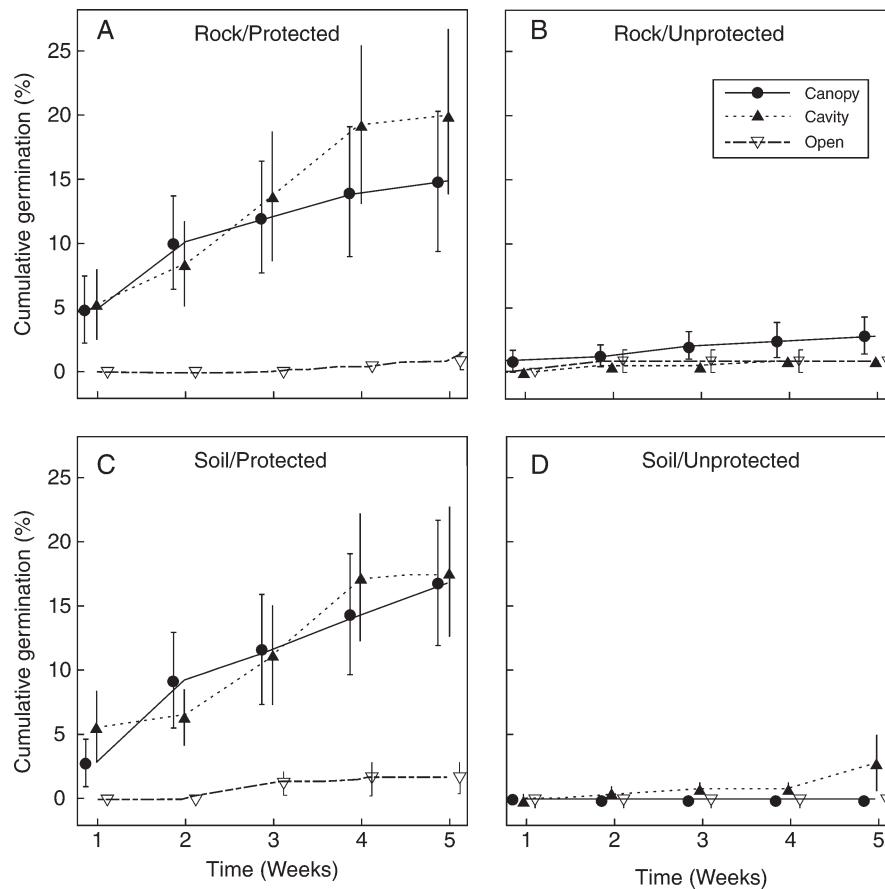 A
Rock/Protected
25
20
15
10
5
0
Cumulative germination (%)
B
Rock/Unprotected
Canopy
Cavity
Open
C
Soil/Protected
25
20
15
10
5
0
Cumulative germination (%)
1 2 3 4 5
Time (Weeks)
D
Soil/Unprotected
1 2 3 4 5
Time (Weeks)